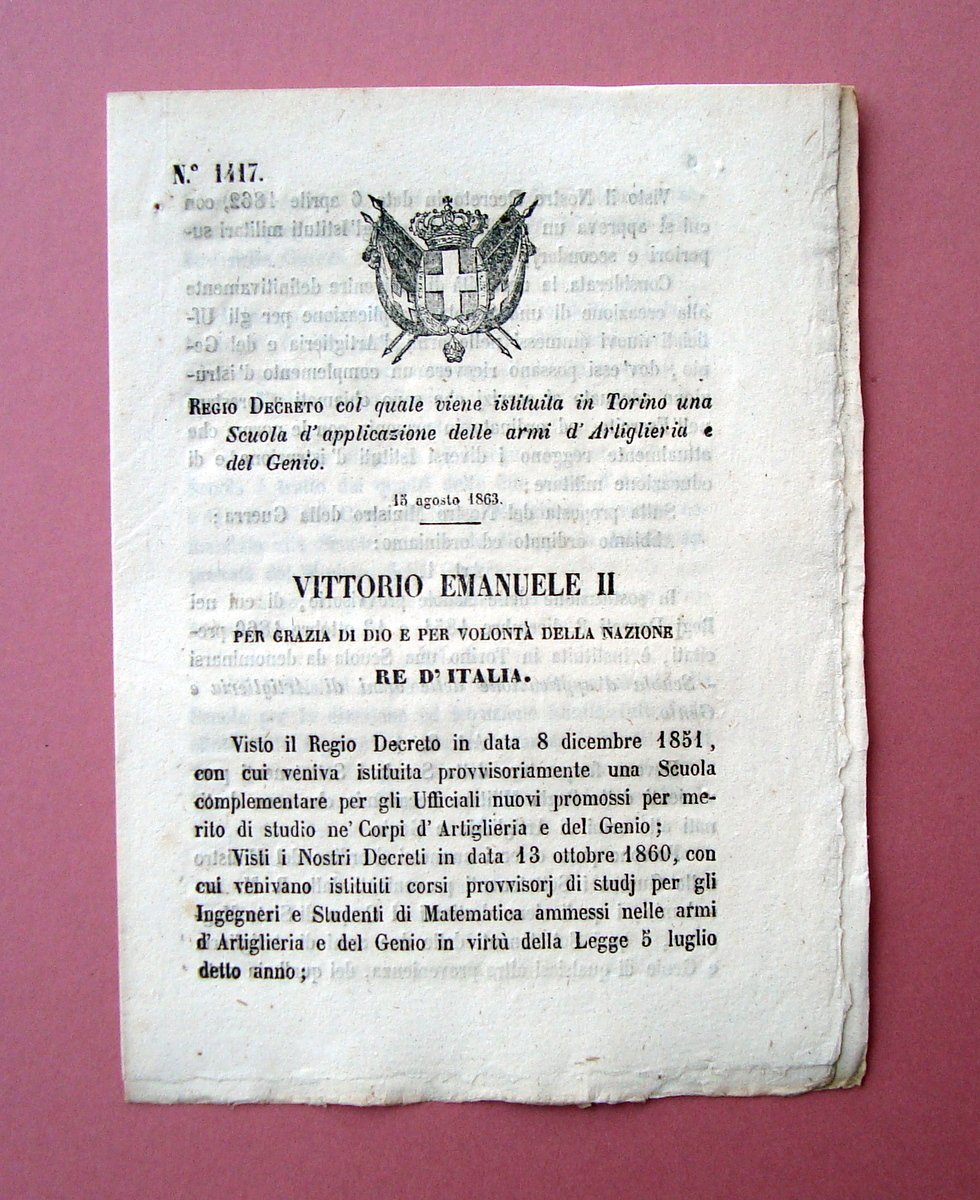 N.º 1417.
REGIO DECRETO col quale viene istituita in Torino una
Scuola d'applicazione delle armi d'Artiglieria e
del Genio.
15 agosto 1863.
VITTORIO EMANUELE II
PER GRAZIA DI DIO E PER VOLONTÀ DELLA NAZIONE
RE D'ITALIA.
Visto il Regio Decreto in data 8 dicembre 1851,
con cui veniva istituita provvisoriamente una Scuola
complementare per gli Ufficiali nuovi promossi per me-
rito di studio ne' Corpi d'Artiglieria e del Genio;
Visti i Nostri Decreti in data 13 ottobre 1860, con
cui venivano istituiti corsi provvisorj di studj per gli
Ingegneri e Studenti di Matematica ammessi nelle armi
d'Artiglieria e del Genio in virtù della Legge 5 luglio
detto anno;